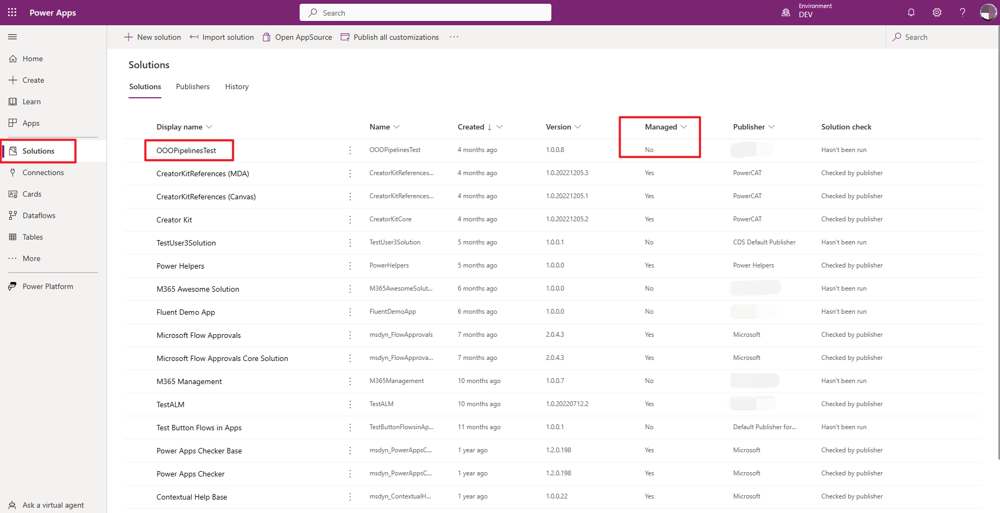 Power Apps
Search
Environment
DEV
New solution
Import solution
Open AppSource
Publish all customizations
Search
Home
Create
Learn
Apps
Solutions
Connections
Cards
Dataflows
Tables
More
Power Platform
Ask a virtual agent
Solutions
Solutions Publishers History
Display name Name Created ↓ Version Managed Publisher Solution check
OOOPipelinesTest OOOPipelinesTest 4 months ago 1.0.0.8 No Hasn't been run
CreatorKitReferences (MDA) CreatorKitReferences... 4 months ago 1.0.20221205.3 Yes PowerCAT Checked by publisher
CreatorKitReferences (Canvas) CreatorKitReferences... 4 months ago 1.0.20221205.1 Yes PowerCAT Checked by publisher
Creator Kit CreatorKitCore 4 months ago 1.0.20221205.2 Yes PowerCAT Checked by publisher
TestUser3Solution TestUser3Solution 5 months ago 1.0.0.1 No CDS Default Publisher Hasn't been run
Power Helpers PowerHelpers 5 months ago 1.0.0.0 Yes Power Helpers Checked by publisher
M365 Awesome Solution M365AwesomeSolut... 6 months ago 1.0.0.0 No Hasn't been run
Fluent Demo App FluentDemoApp 6 months ago 1.0.0.0 No Hasn't been run
Microsoft Flow Approvals msdyn_FlowApprovals 7 months ago 2.0.4.3 Yes Microsoft Checked by publisher
Microsoft Flow Approvals Core Solution msdyn_FlowApprova... 7 months ago 2.0.4.3 Yes Microsoft Checked by publisher
M365 Management M365Management 10 months ago 1.0.0.7 No Hasn't been run
TestALM TestALM 10 months ago 1.0.20220712.2 Yes Checked by publisher
Test Button Flows in Apps TestButtonFlowsinAp... 11 months ago 1.0.0.1 No Default Publisher for... Hasn't been run
Power Apps Checker Base msdyn_PowerAppsC... 1 year ago 1.2.0.198 Yes Microsoft Checked by publisher
Power Apps Checker msdyn_PowerAppsC... 1 year ago 1.2.0.198 Yes Microsoft Checked by publisher
Contextual Help Base msdyn_ContextualH... 1 year ago 1.0.0.22 Yes Microsoft Checked by publisher